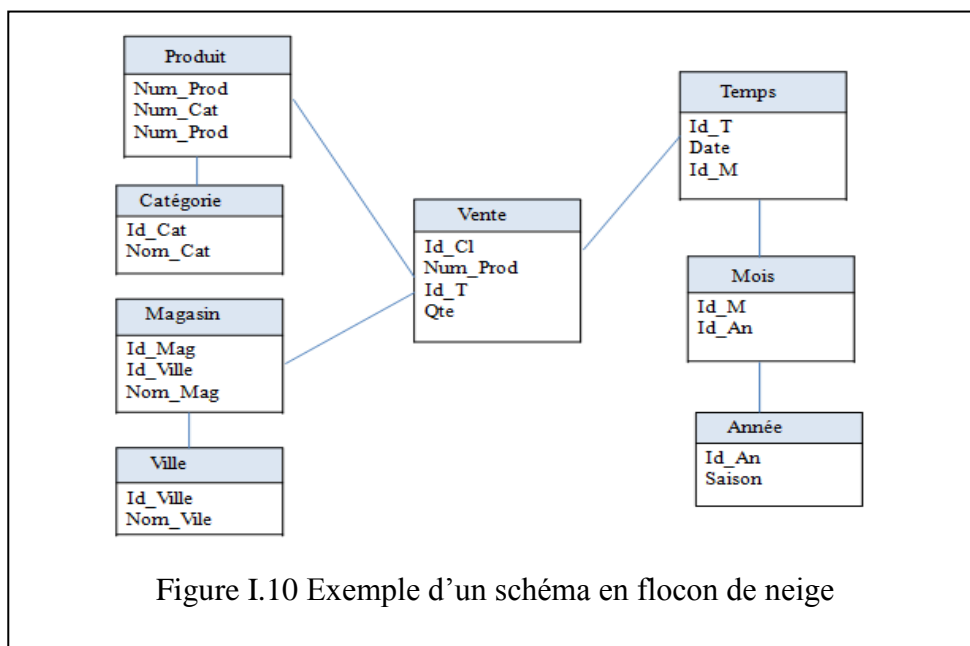 Produit
Num_Prod
Num_Cat
Num_Prod
Catégorie
Id_Cat
Nom_Cat
Magasin
Id_Mag
Id_Ville
Nom_Mag
Ville
Id_Ville
Nom_Vile
Vente
Id_Cl
Num_Prod
Id_T
Qte
Temps
Id_T
Date
Id_M
Mois
Id_M
Id_An
Année
Id_An
Saison
Figure I.10 Exemple d’un schéma en flocon de neige